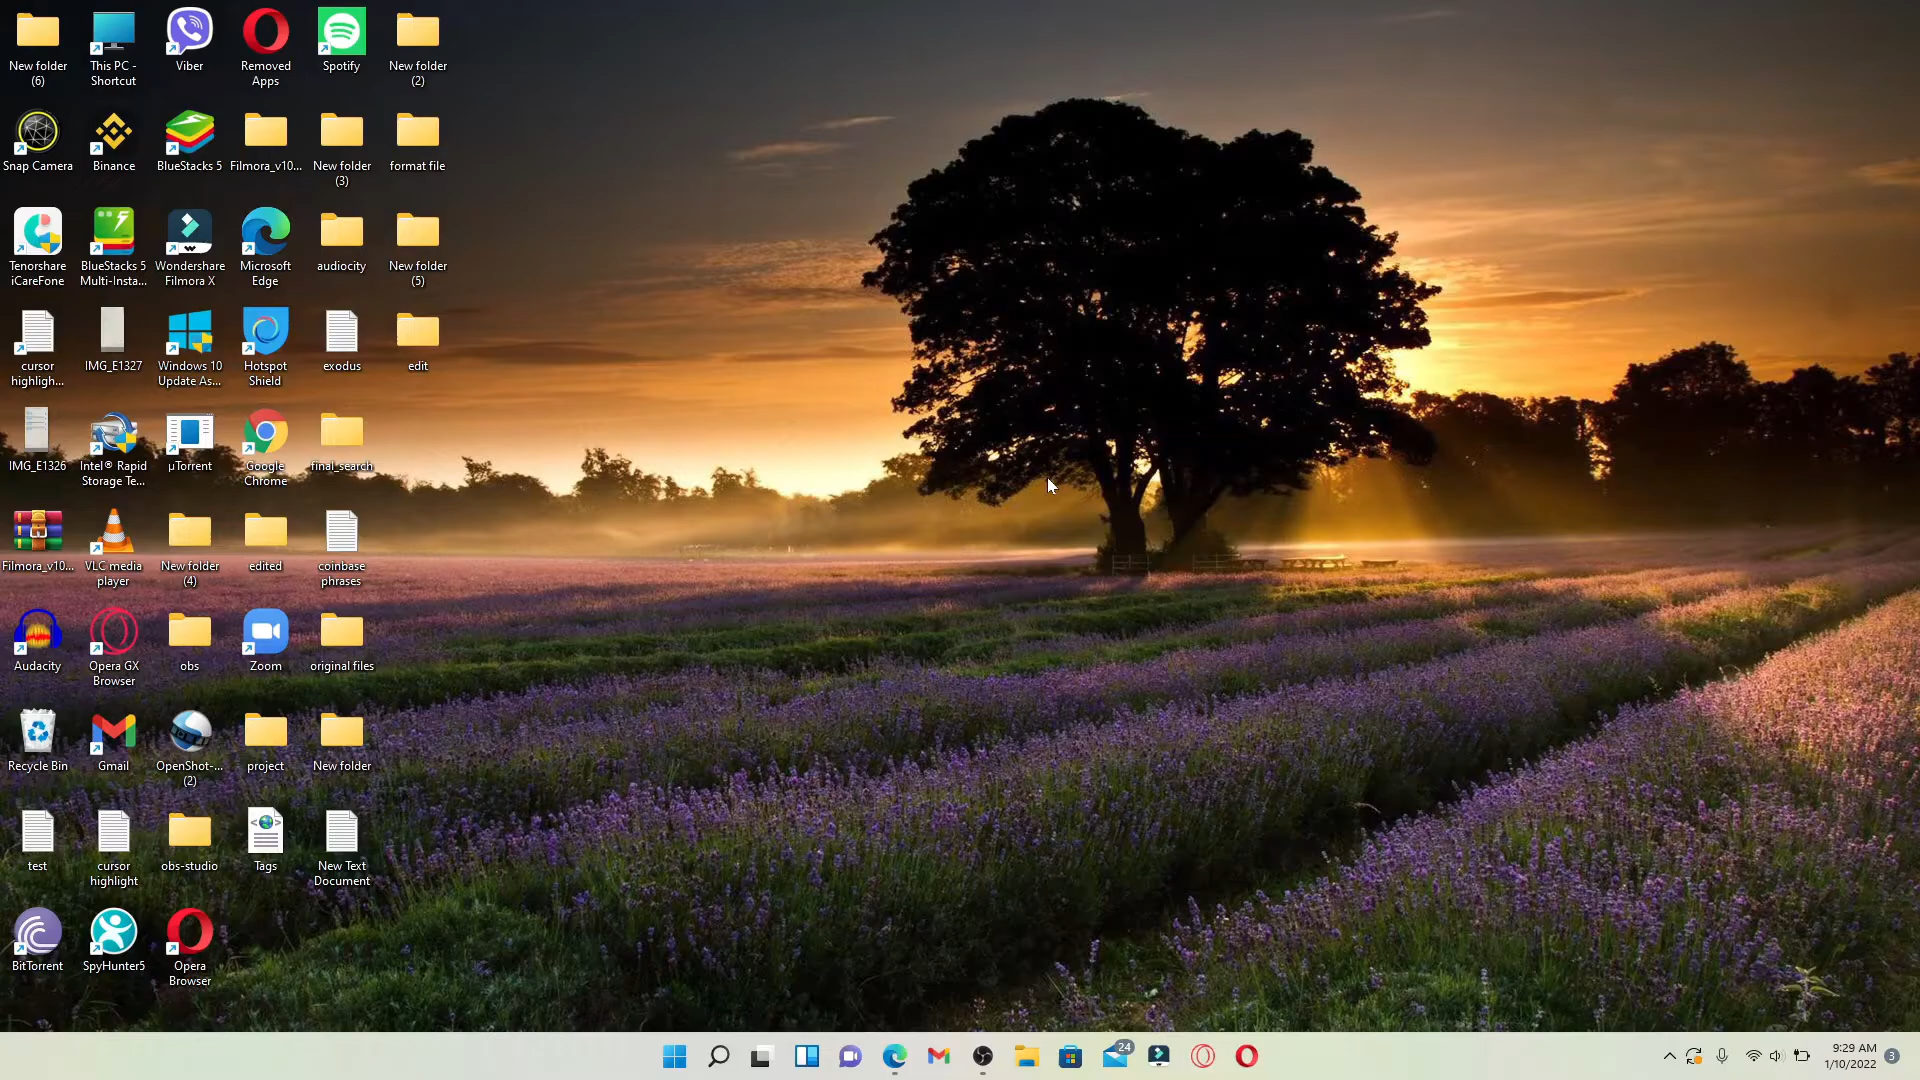 New folder
(6)
This PC -
Shortcut
Viber
Removed
Apps
Spotify
New folder
(2)
Snap Camera
Binance
BlueStacks 5
Filmora_v10...
New folder
(3)
format file
Tenorshare
iCareFone
BlueStacks 5
Multi-Insta...
Wondershare
Filmora X
Microsoft
Edge
audiocity
New folder
(5)
cursor
highligh...
IMG_E1327
Windows 10
Update As...
Hotspot
Shield
exodus
edit
IMG_E1326
Intel® Rapid
Storage Te...
µTorrent
Google
Chrome
final_search
Filmora_v10...
VLC media
player
New folder
(4)
edited
coinbase
phrases
Audacity
Opera GX
Browser
obs
Zoom
original files
Recycle Bin
Gmail
OpenShot-...
(2)
project
New folder
test
cursor
highlight
obs-studio
Tags
New Text
Document
BitTorrent
SpyHunter5
Opera
Browser
24
9:29 AM
1/10/2022
3